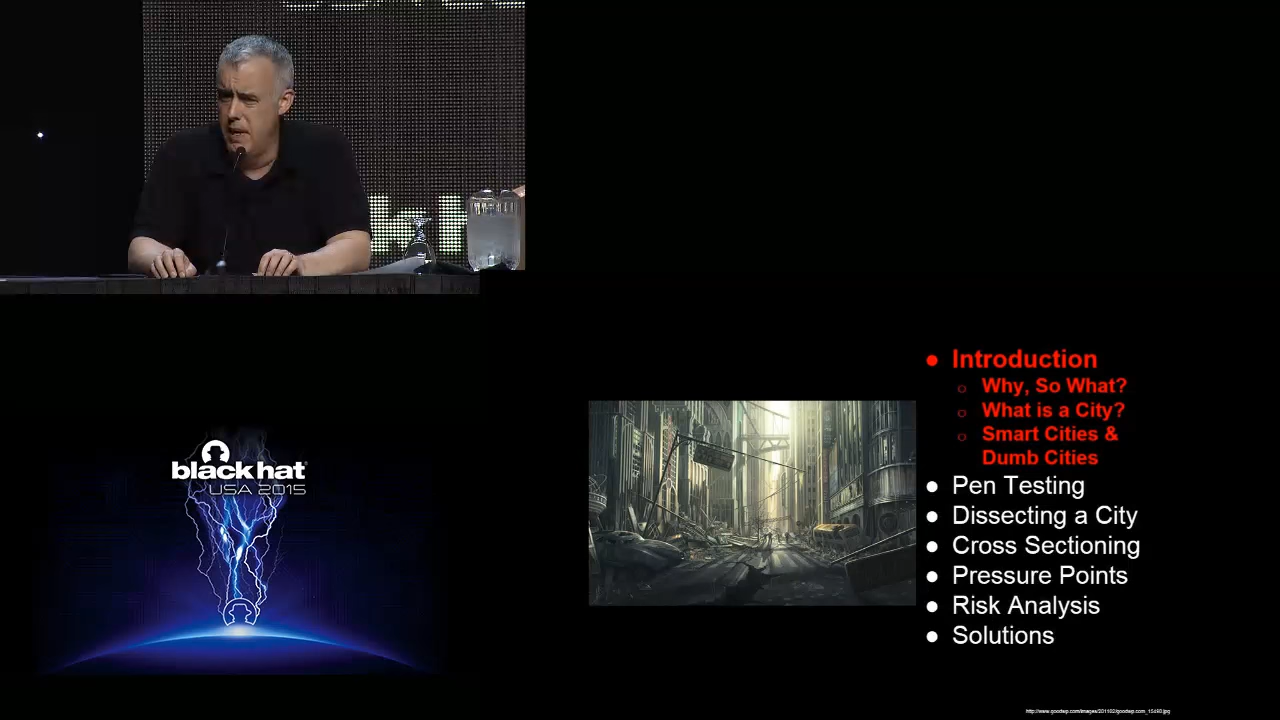 black hat
USA 2015
Introduction
Why, So What?
What is a City?
Smart Cities &
Dumb Cities
Pen Testing
Dissecting a City
Cross Sectioning
Pressure Points
Risk Analysis
Solutions